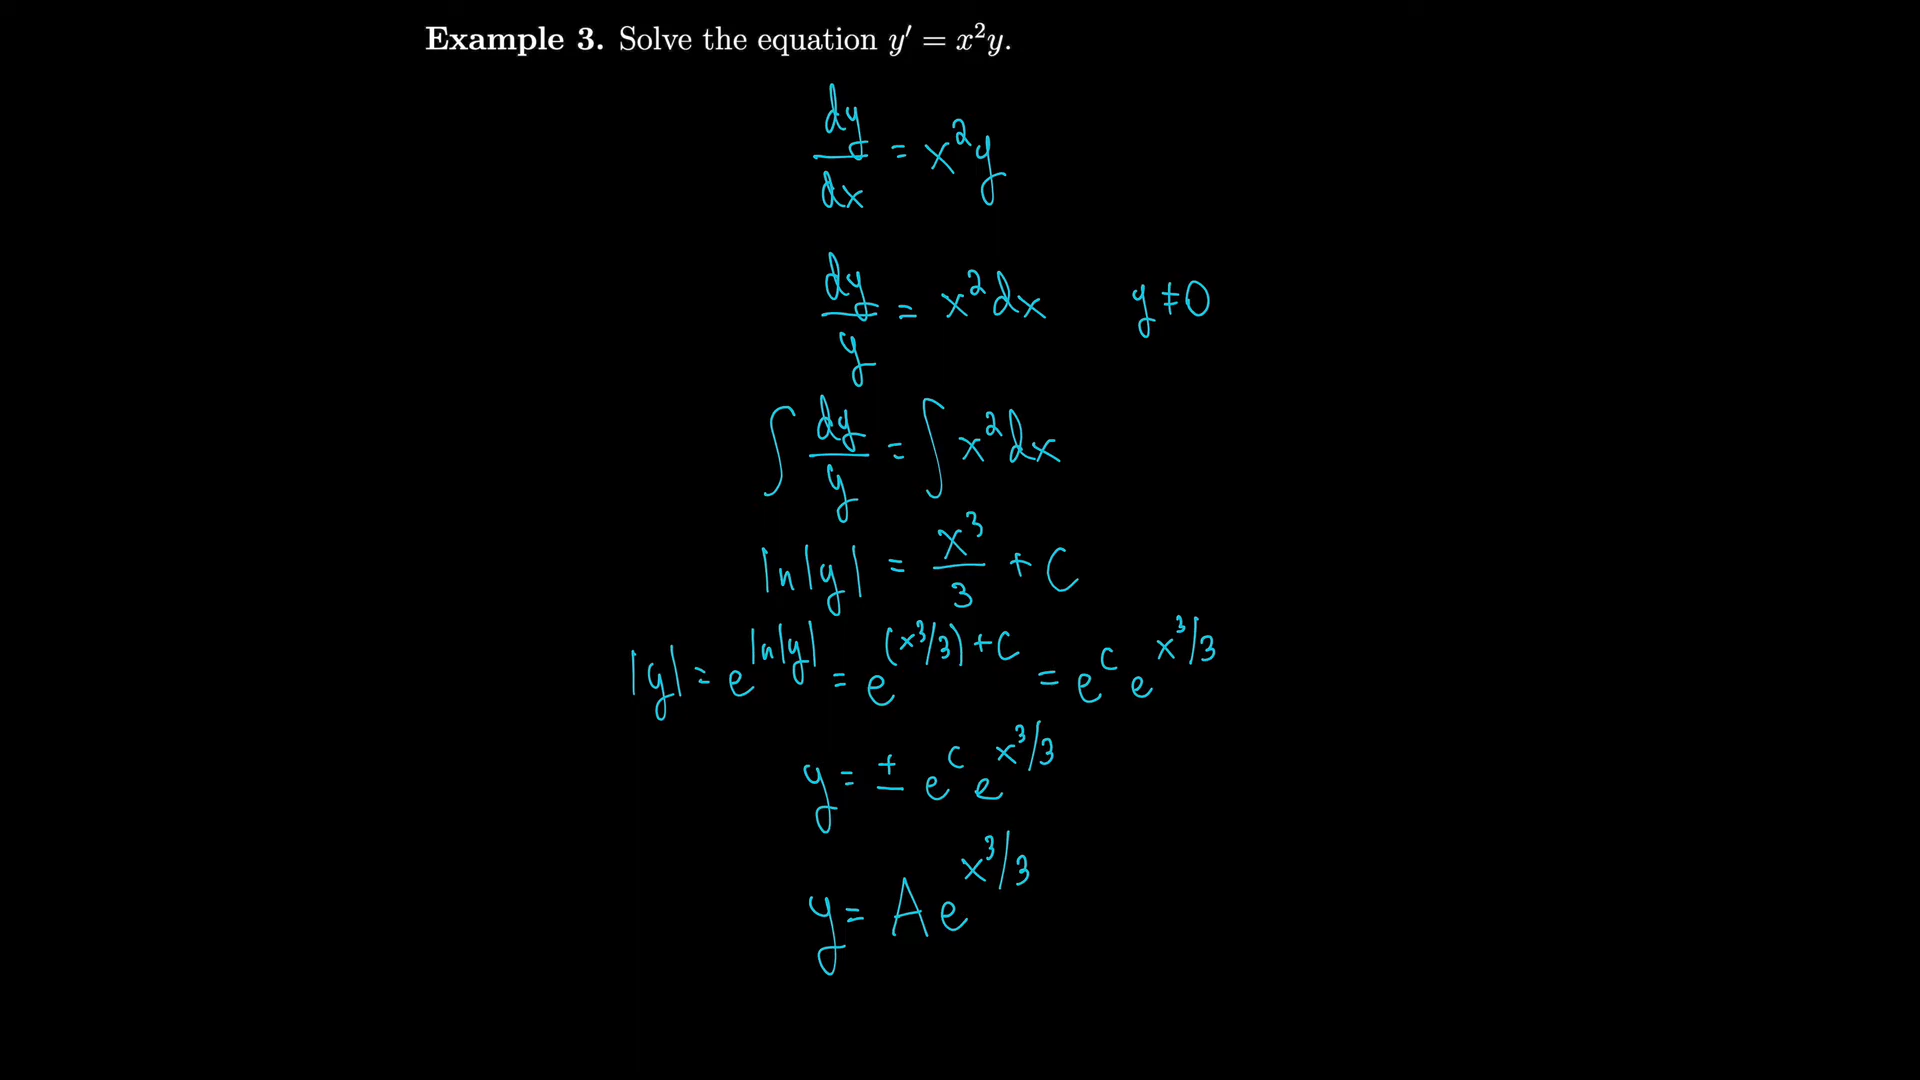 Example 3. Solve the equation y′ = x²y.
dy/dx = x²y
dy/y = x²dx y ≠ 0
∫ dy/y = ∫ x²dx
ln|y| = x³/3 + C
|y| = e^(ln|y|) = e^((x³/3)+C) = e^C e^(x³/3)
y = ± e^C e^(x³/3)
y = Ae^(x³/3)